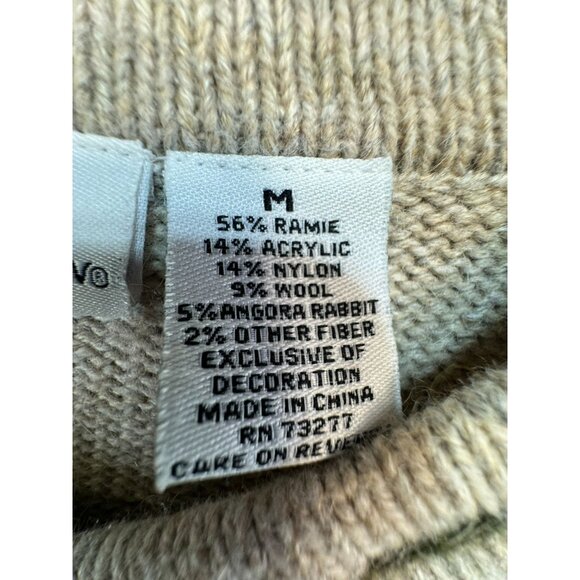 M
56% RAMIE
14% ACRYLIC
14% NYLON
9% WOOL
5% ANGORA RABBIT
2% OTHER FIBER
EXCLUSIVE OF
DECORATION
MADE IN CHINA
RN 73277
CARE ON